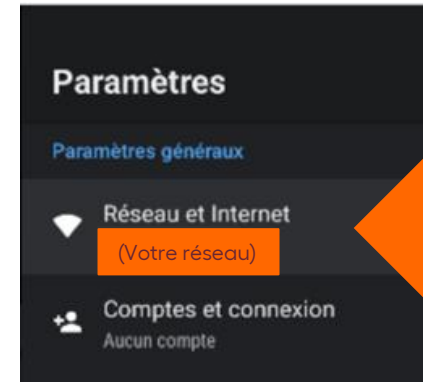 Paramètres
Paramètres généraux
Réseau et Internet
(Votre réseau)
Comptes et connexion
Aucun compte